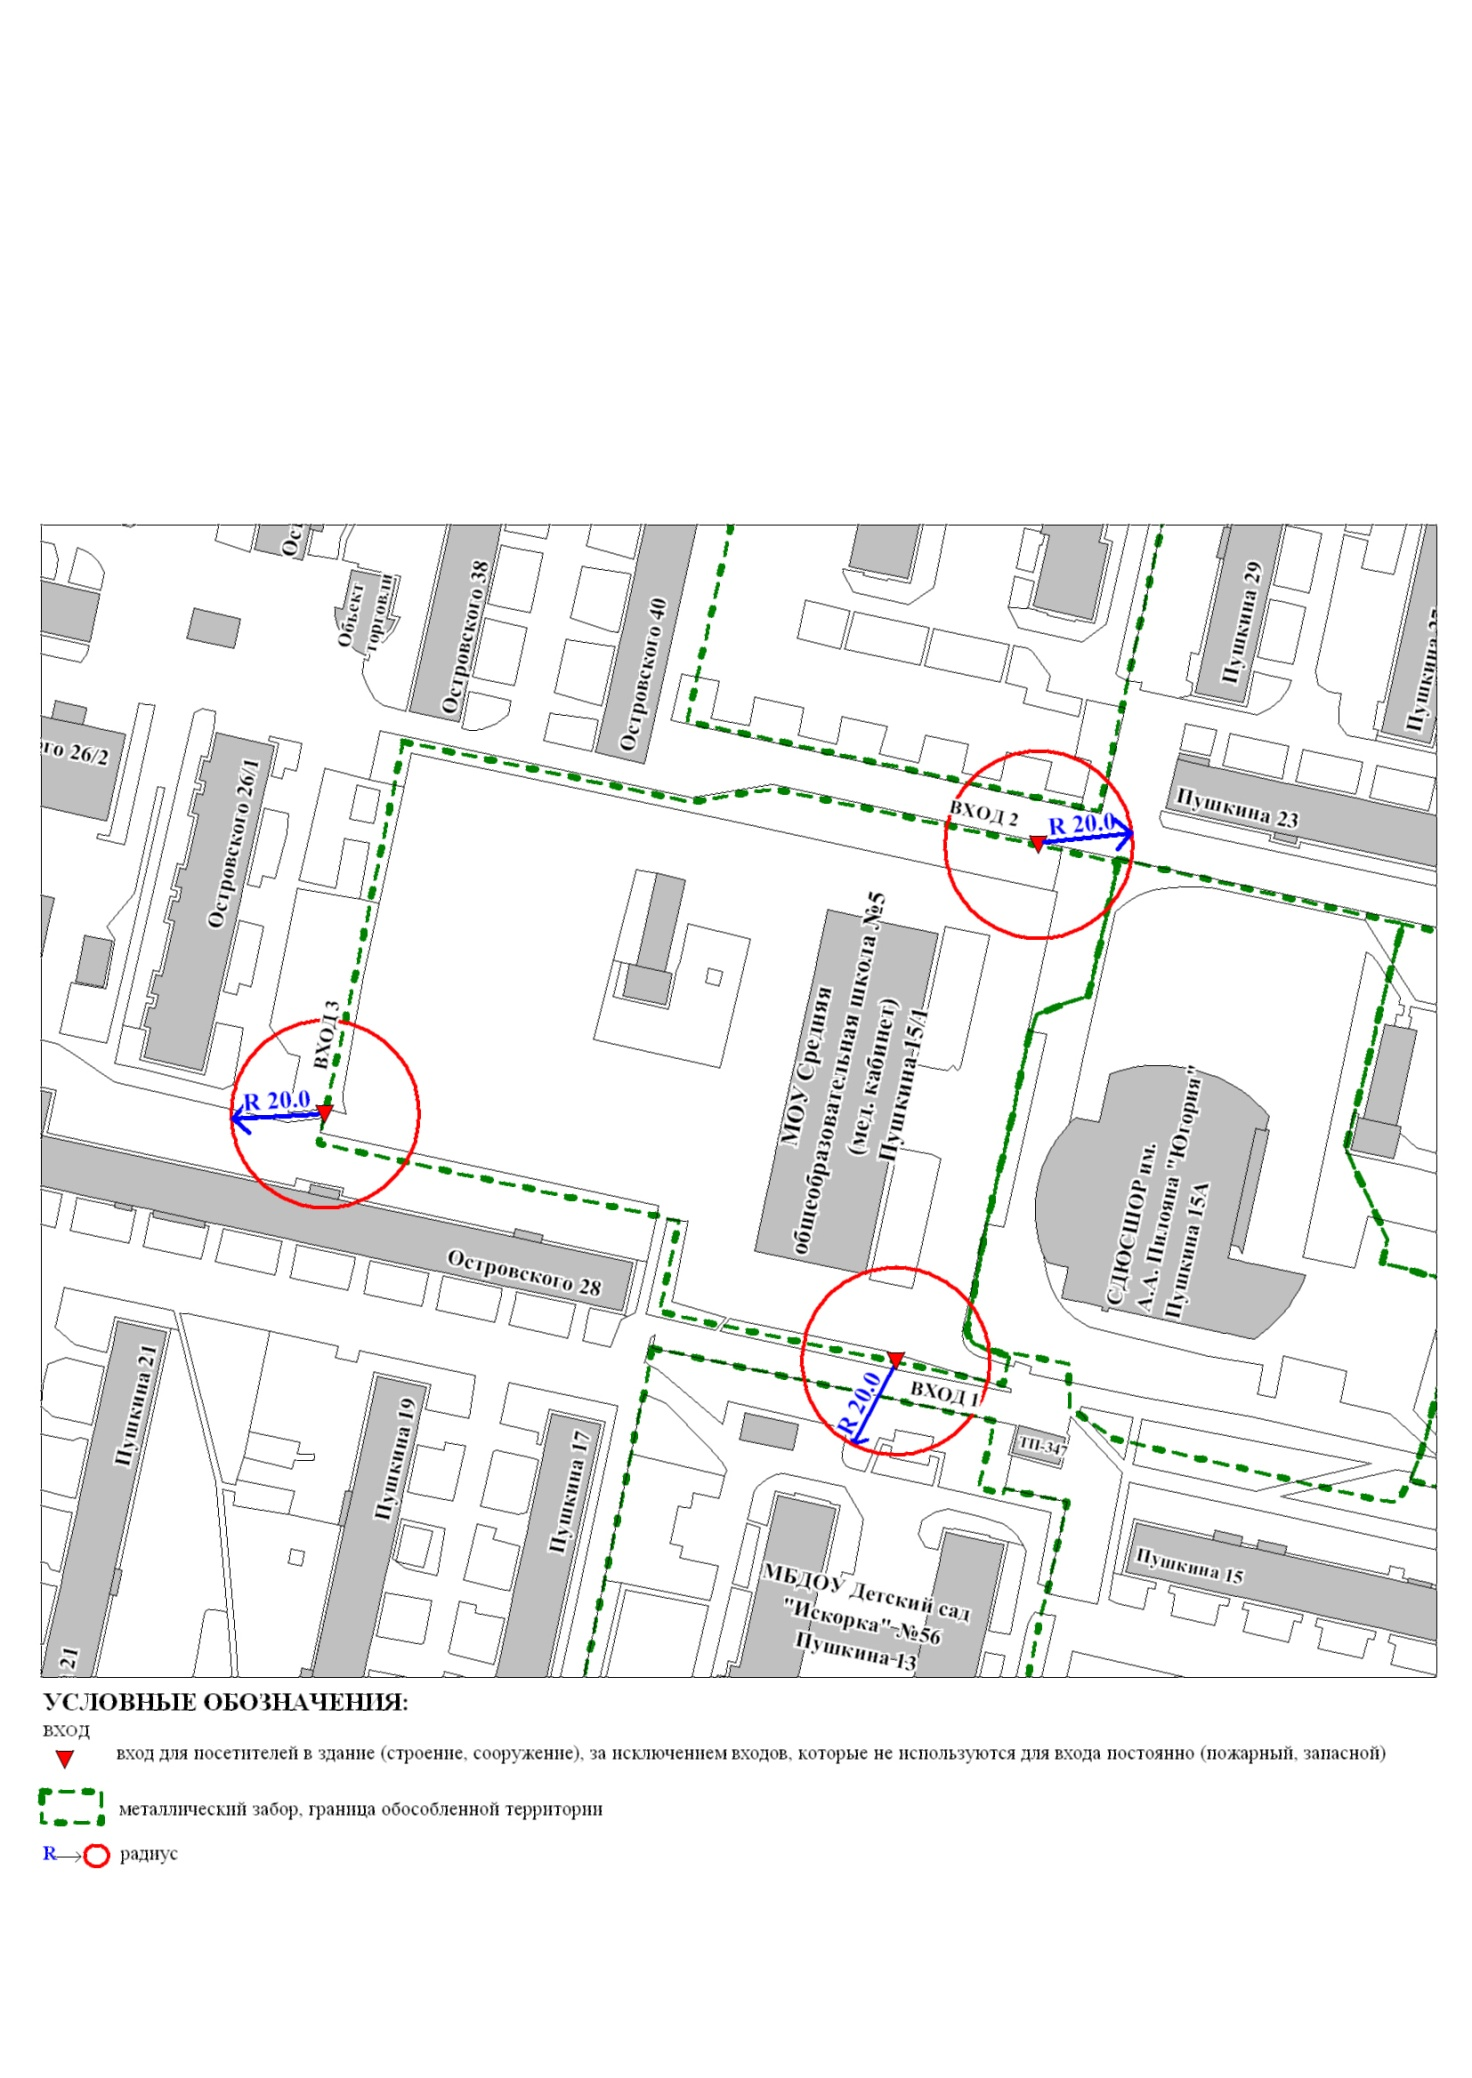 Ост
Объект
торговли
Островского 38
Островского 40
Пушкина 29
Пушкина 27
го 26/2
Островского 26/1
ВХОД 2
R 20.0
Пушкина 23
МОУ Средняя
общеобразовательная школа №5
(мед. кабинет)
Пушкина 15/1
ВХОД 3
R 20.0
СДЮСШОР им.
А.А. Пилояна "Югория"
Пушкина 15А
Островского 28
ВХОД 1
R 20.0
ТП-347
Пушкина 21
Пушкина 19
Пушкина 17
Пушкина 15
МБДОУ Детский сад
"Искорка" №56
Пушкина 13
21
УСЛОВНЫЕ ОБОЗНАЧЕНИЯ:
ВХОД
вход для посетителей в здание (строение, сооружение), за исключением входов, которые не используются для входа постоянно (пожарный, запасной)
металлический забор, граница обособленной территории
R радиус